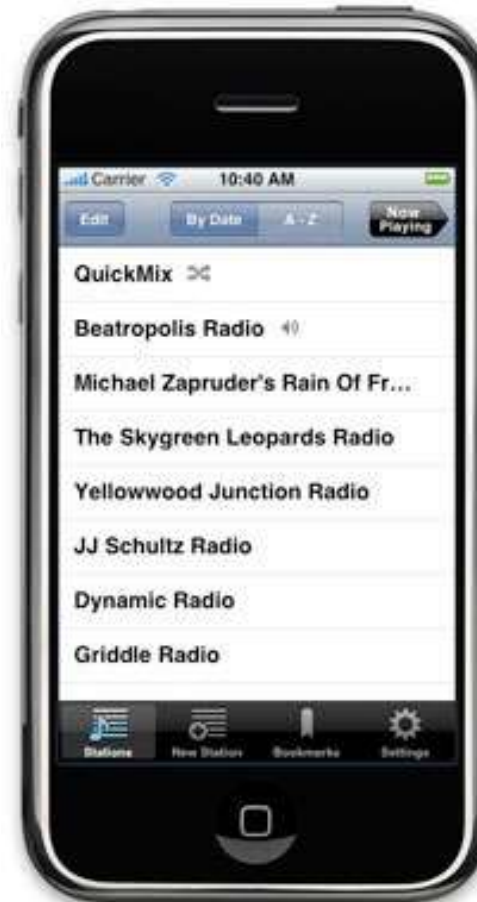 Carrier 10:40 AM
Edit By Date A - Z Now Playing
QuickMix
Beatropolis Radio
Michael Zapruder's Rain Of Fr...
The Skygreen Leopards Radio
Yellowwood Junction Radio
JJ Schultz Radio
Dynamic Radio
Griddle Radio
Stations New Station Bookmarks Settings